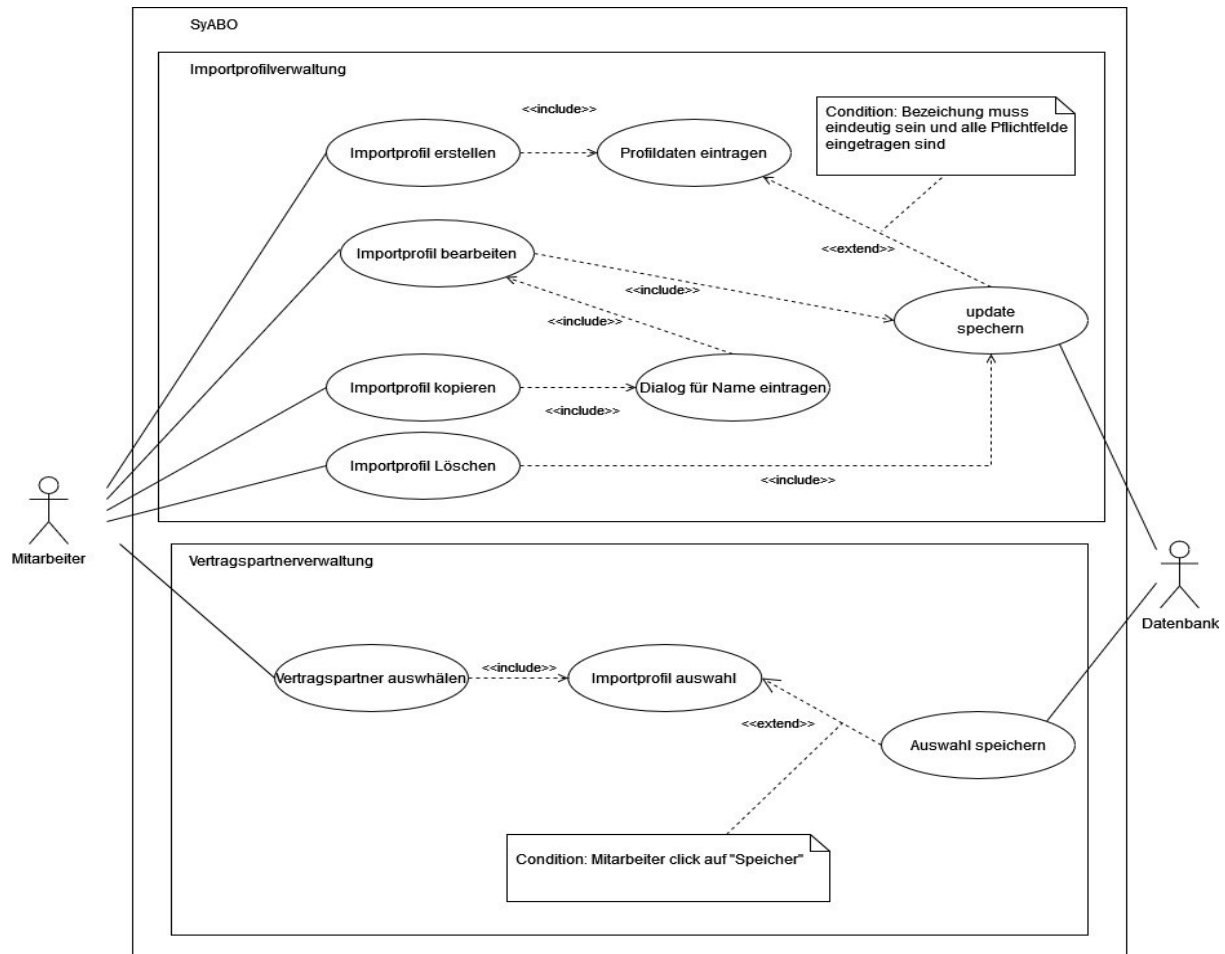 SyABO
Importprofilverwaltung
<<include>>
Condition: Bezeichung muss
eindeutig sein und alle Pflichtfelde
eingetragen sind
Importprofil erstellen
Profildaten eintragen
<<extend>>
Importprofil bearbeiten
<<include>>
update
spechern
<<include>>
Importprofil kopieren
Dialog für Name eintragen
<<include>>
Importprofil Löschen
<<include>>
Mitarbeiter
Vertragspartnerverwaltung
Datenbank
Vertragspartner auswhälen
<<include>>
Importprofil auswahl
<<extend>>
Auswahl speichern
Condition: Mitarbeiter click auf "Speicher"